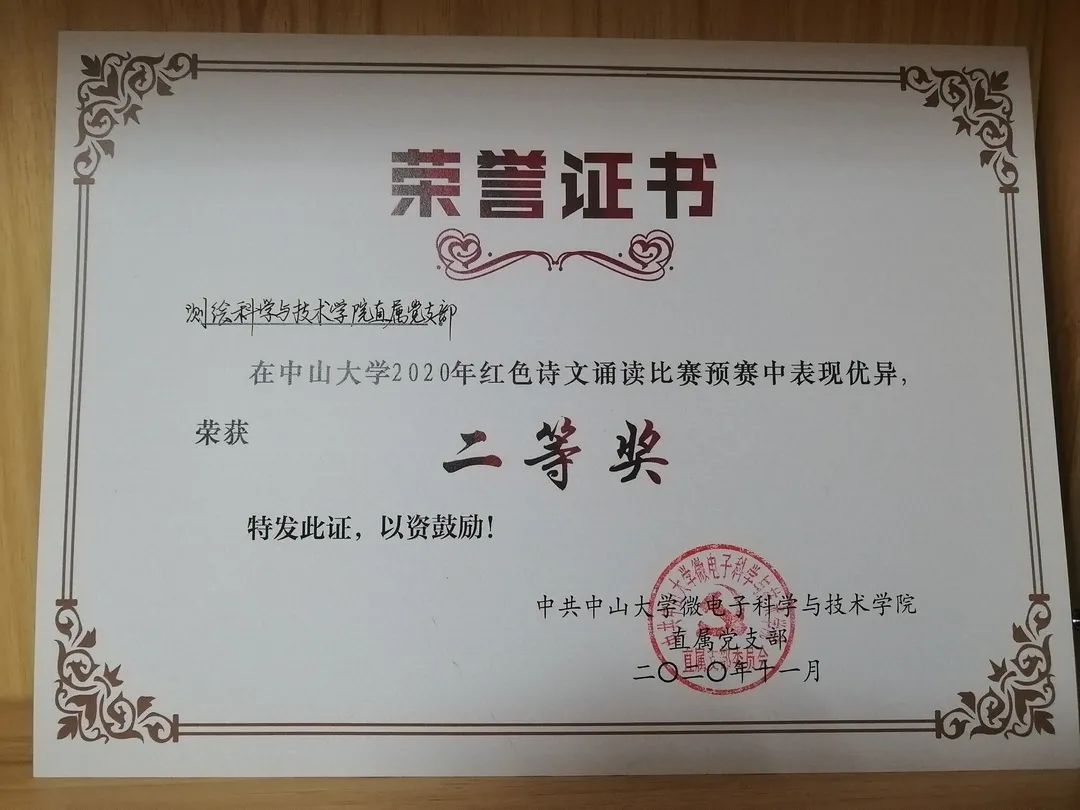 荣誉证书
测绘科学与技术学院直属党支部
在中山大学2020年红色诗文诵读比赛预赛中表现优异，
荣获
二等奖
特发此证，以资鼓励！
中共中山大学微电子科学与技术学院
直属党支部
二〇二〇年十一月